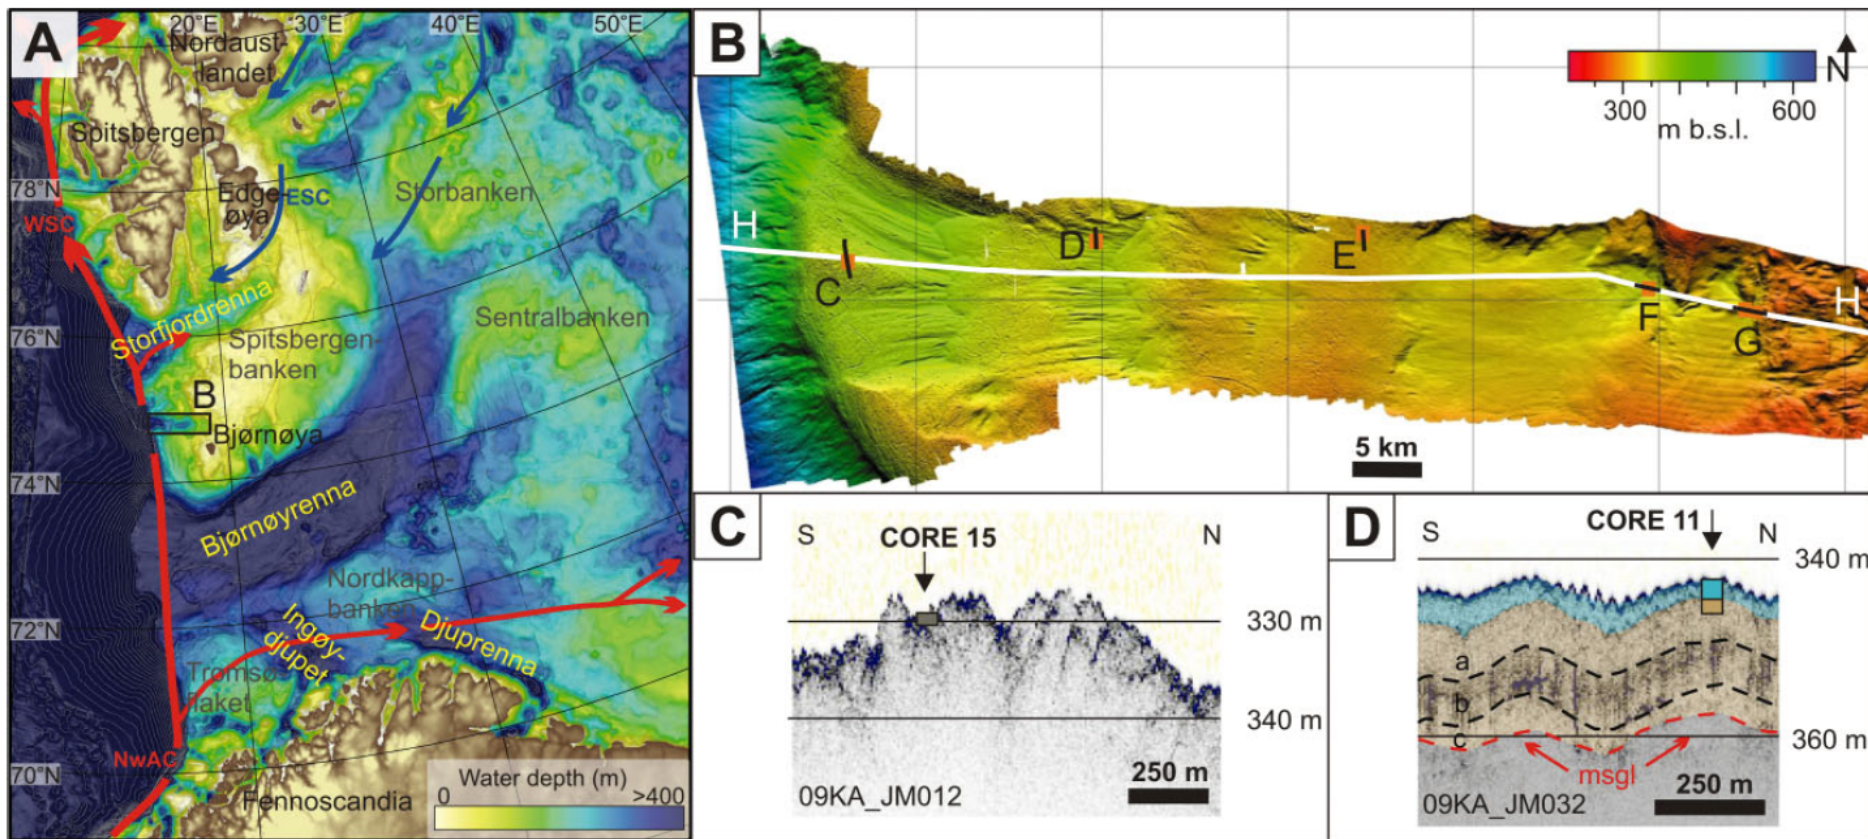 A
20°E
30°E
40°E
50°E
Nordaust-
landet
Spitsbergen
78°N
Edge-
øya
ESC
Storbanken
WSC
Storfjordrenna
76°N
Spitsbergen-
banken
Sentralbanken
B
Bjørnøya
74°N
Bjørnøyrenna
Nordkapp-
banken
72°N
Ingøy-
djupet
Djuprenna
Tromsø-
flaket
NwAC
70°N
Fennoscandia
Water depth (m)
0
>400
B
N
300
600
m b.s.l.
H
C
D
E
F
G
H'
5 km
C
S
N
CORE 15
330 m
340 m
250 m
09KA_JM012
D
S
N
CORE 11
340 m
a
b
c
360 m
msgl
250 m
09KA_JM032